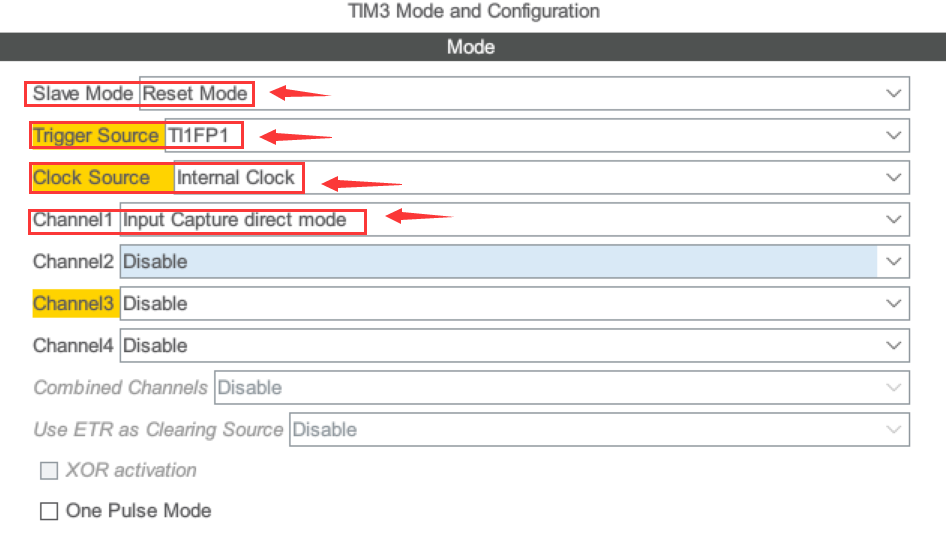 TIM3 Mode and Configuration
Mode
Slave Mode Reset Mode
Trigger Source TI1FP1
Clock Source Internal Clock
Channel1 Input Capture direct mode
Channel2 Disable
Channel3 Disable
Channel4 Disable
Combined Channels Disable
Use ETR as Clearing Source Disable
XOR activation
One Pulse Mode